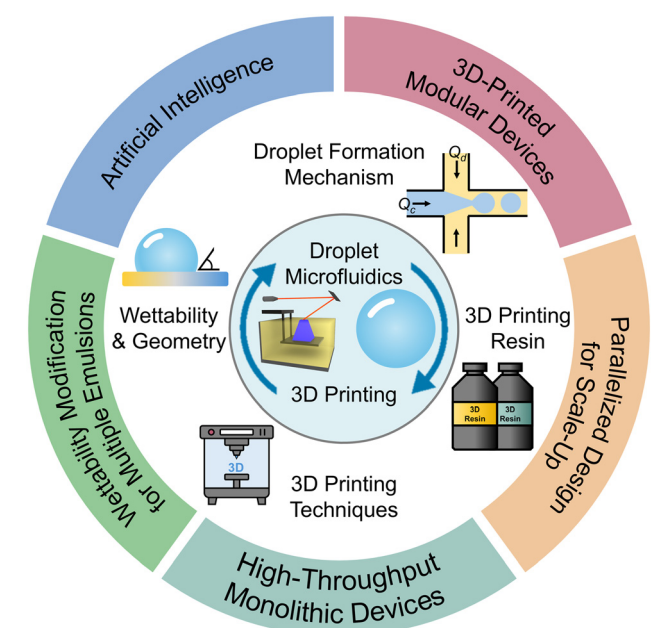 Artificial Intelligence
3D-Printed
Modular Devices
Droplet Formation
Mechanism
Qd
Qc
Droplet
Microfluidics
3D Printing
Wettability
& Geometry
3D Printing
Resin
3D
Resin
3D
Resin
3D
3D Printing
Techniques
Wettability Modification
for Multiple Emulsions
Parallelized Design
for Scale-Up
High-Throughput
Monolithic Devices